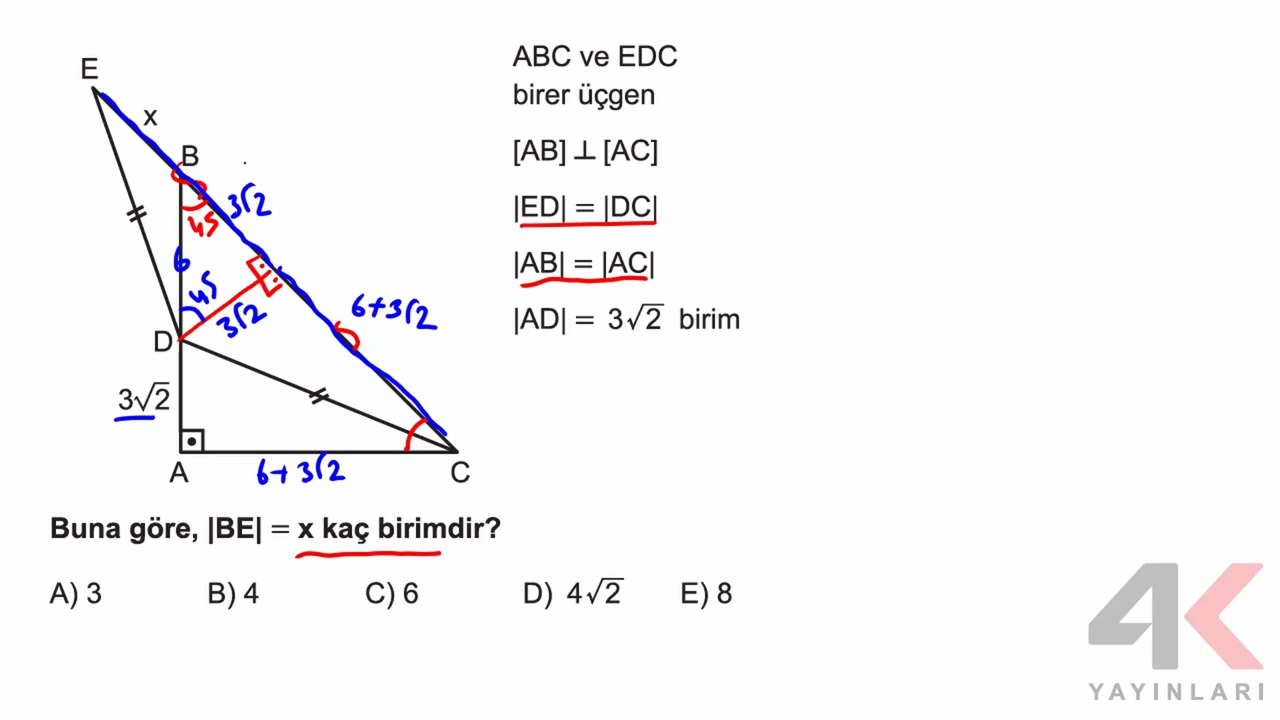 E
x
B
3√2
45
6
45
3√2
6+3√2
D
3√2
A
6+3√2
C
ABC ve EDC
birer üçgen
[AB] ⊥ [AC]
|ED| = |DC|
|AB| = |AC|
|AD| = 3√2 birim
Buna göre, |BE| = x kaç birimdir?
A) 3 B) 4 C) 6 D) 4√2 E) 8
4K
YAYINLARI